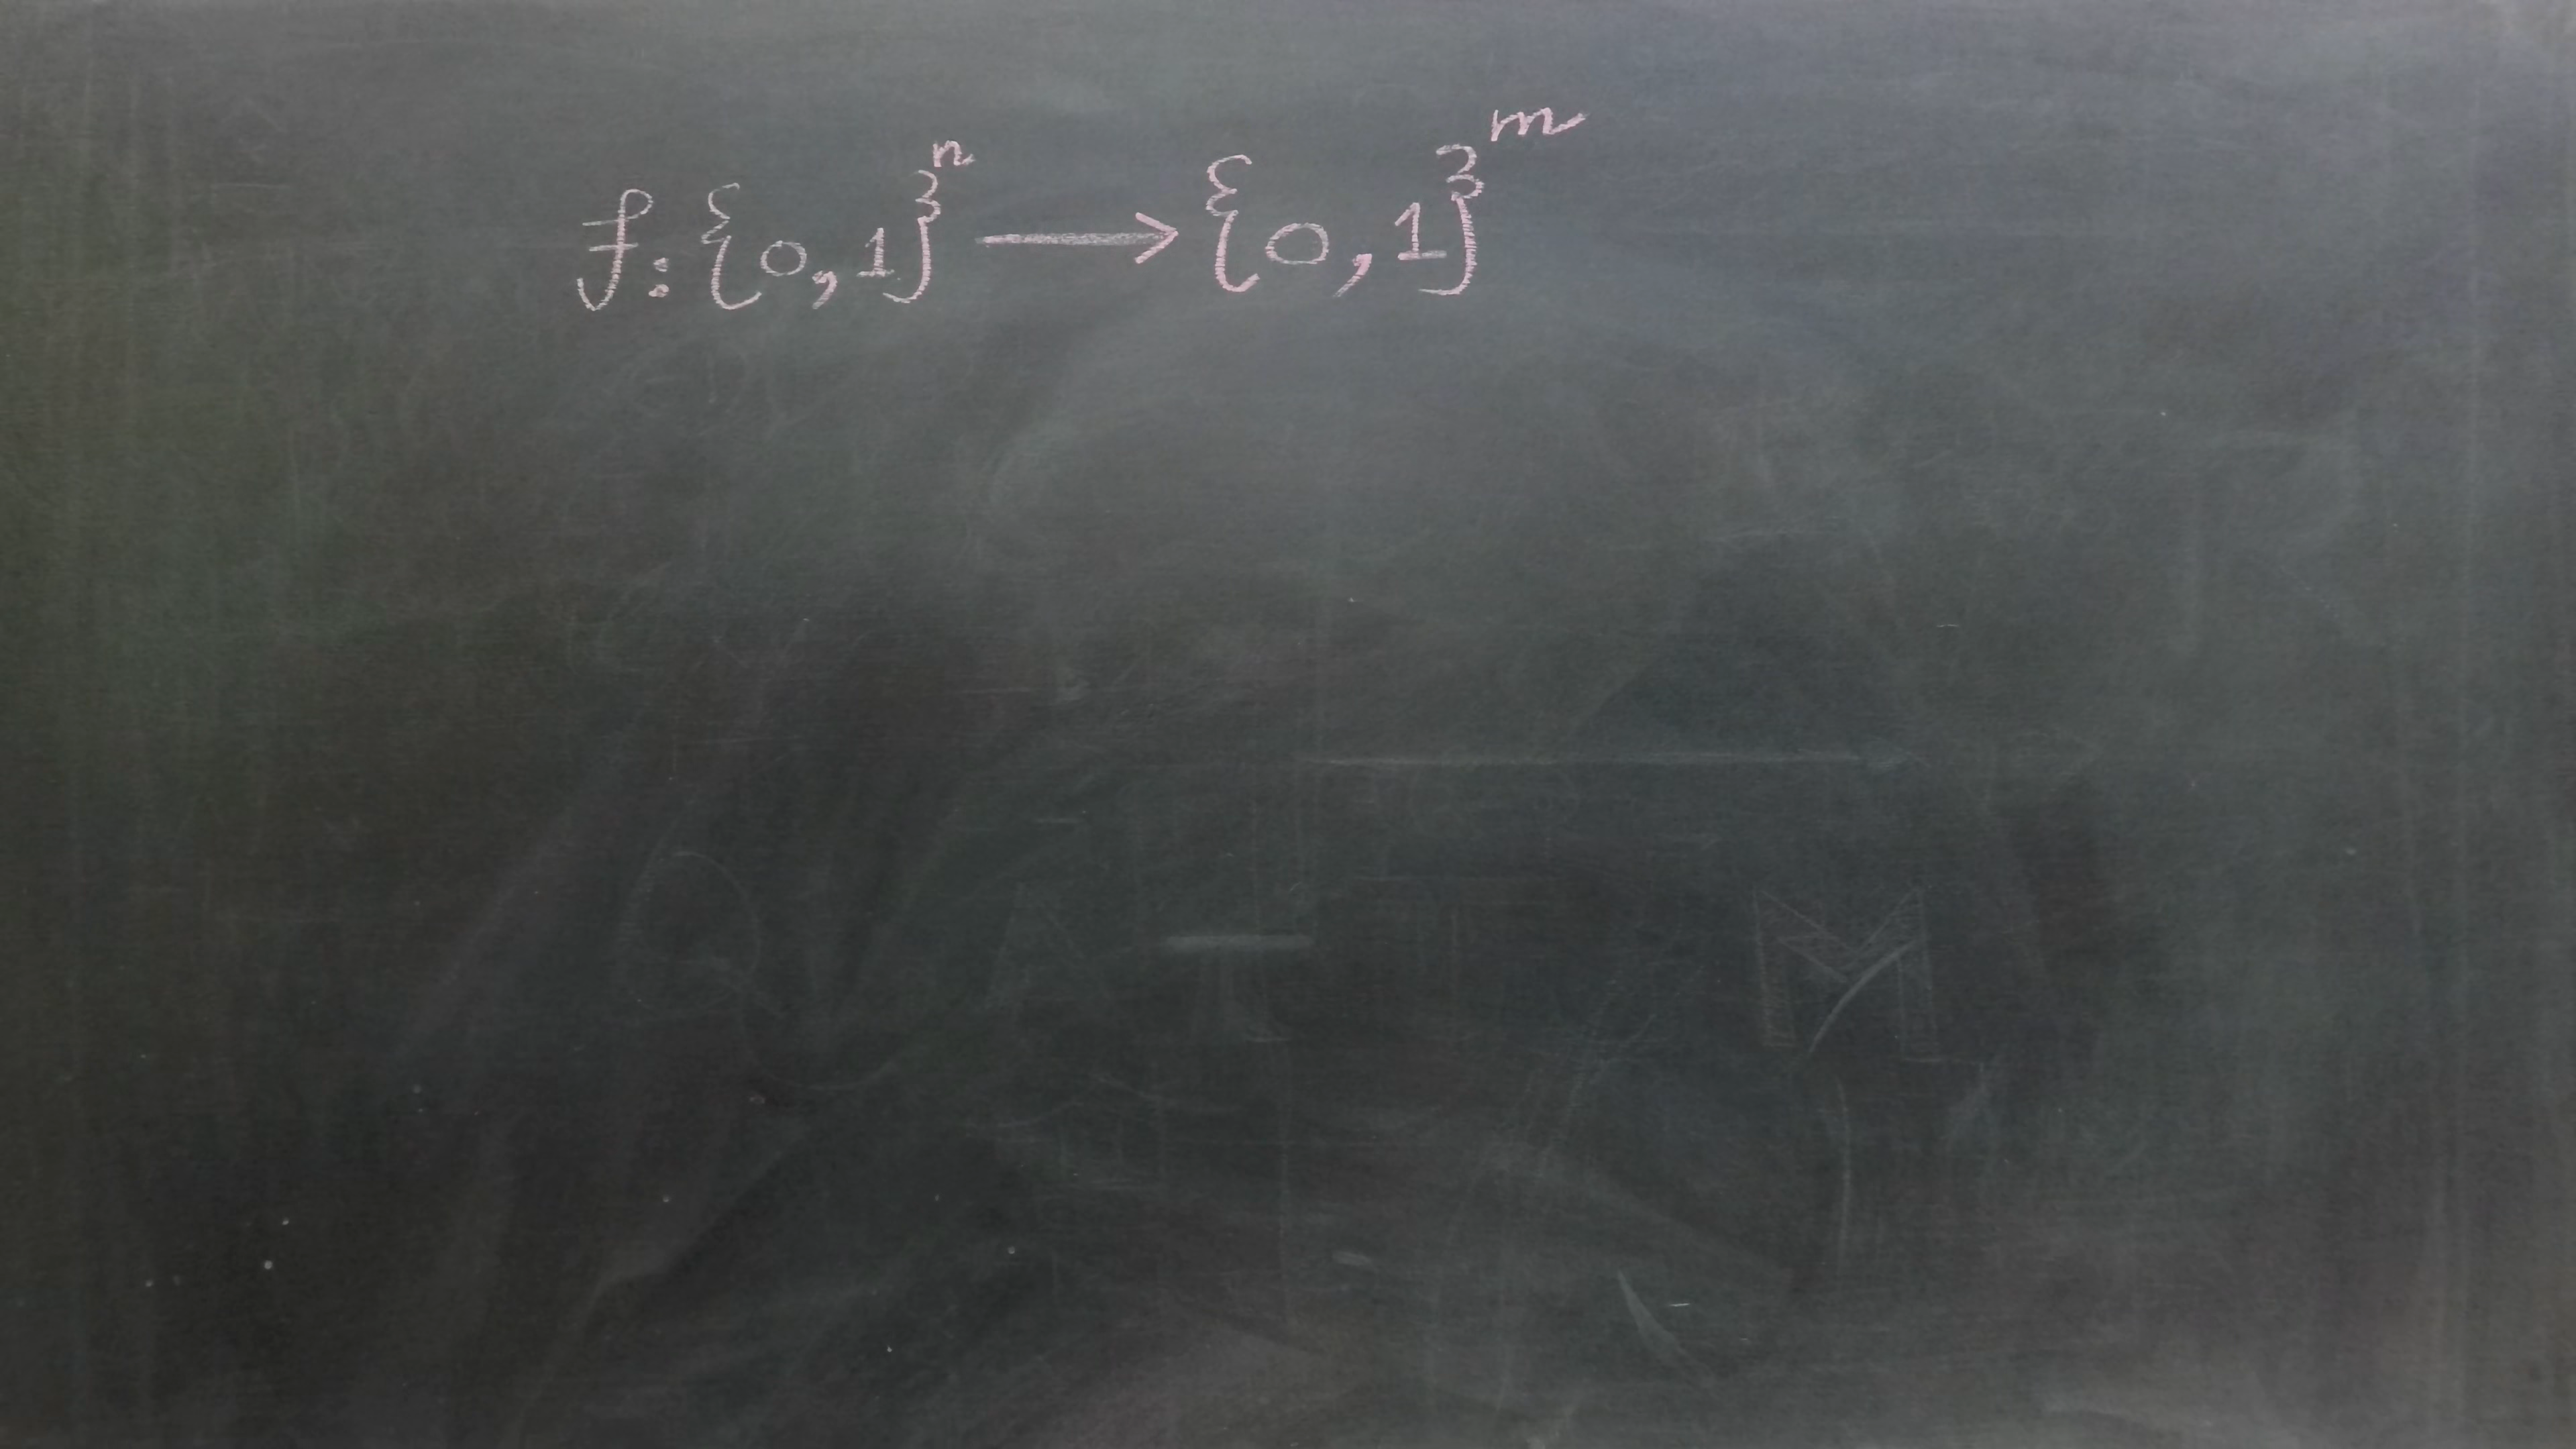 f: {0,1}ⁿ → {0,1}ᵐ